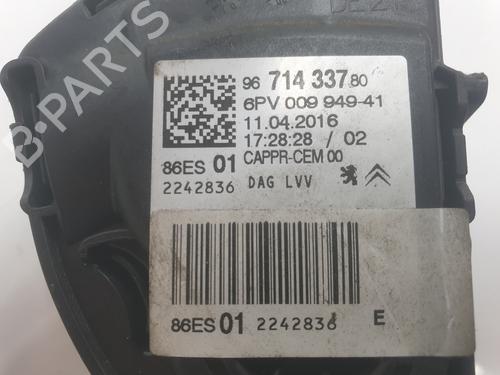 96 714 337 80
6PV 009 949-41
11.04.2016
17:28:28 / 02
86ES 01 CAPPR-CEM 00
2242836 DAG LVV
86ES 01 2242836 E
B-PARTS